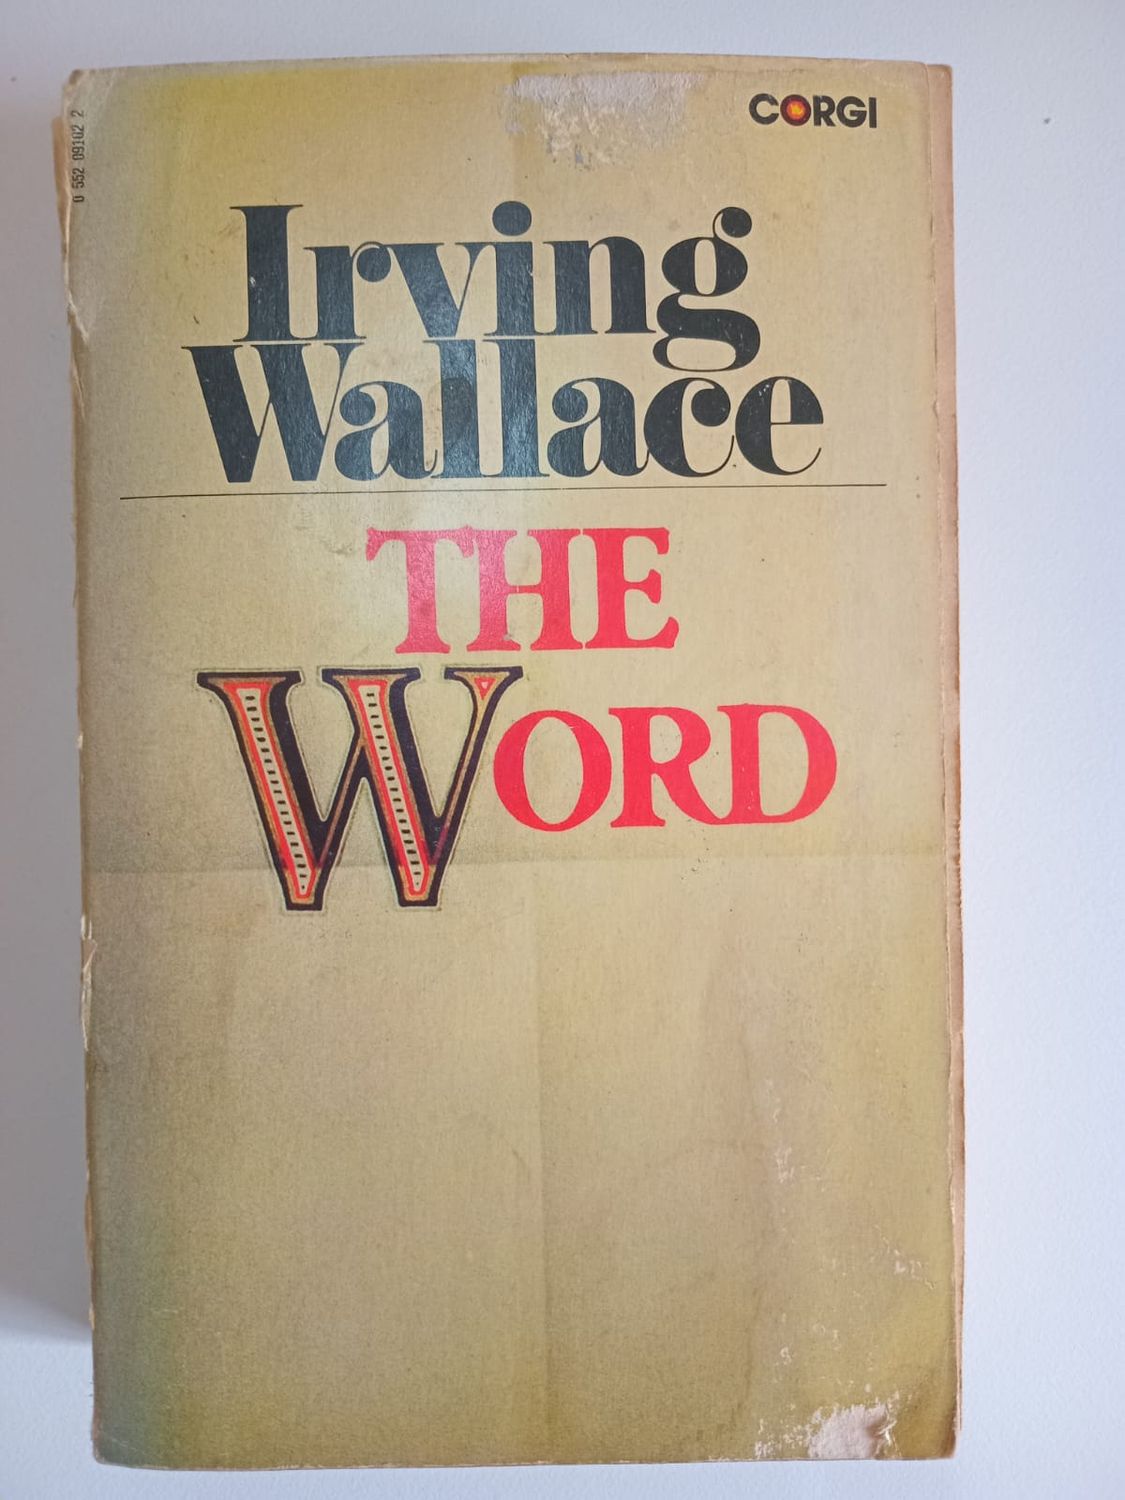 CORGI
0 552 09102 2
Irving
Wallace
THE
WORD